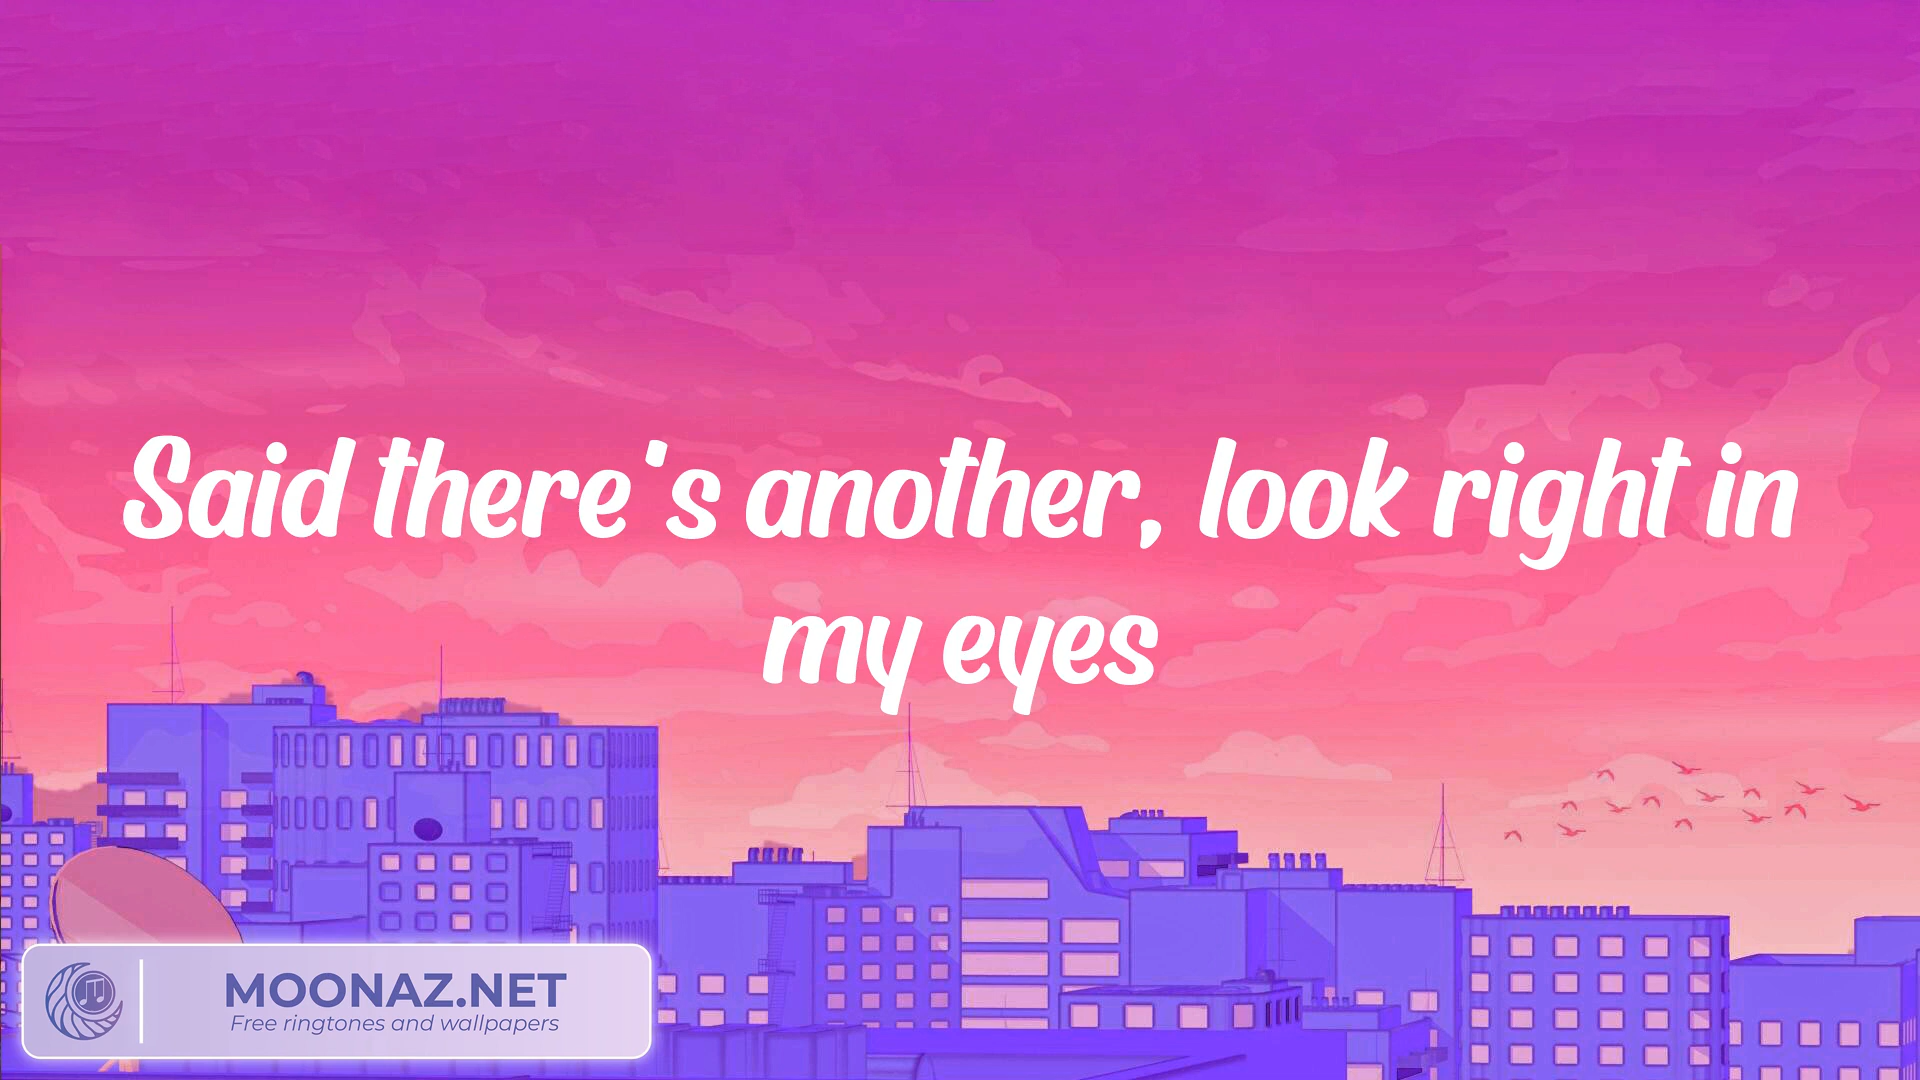 Said there's another, look right in
my eyes
MOONAZ.NET
Free ringtones and wallpapers